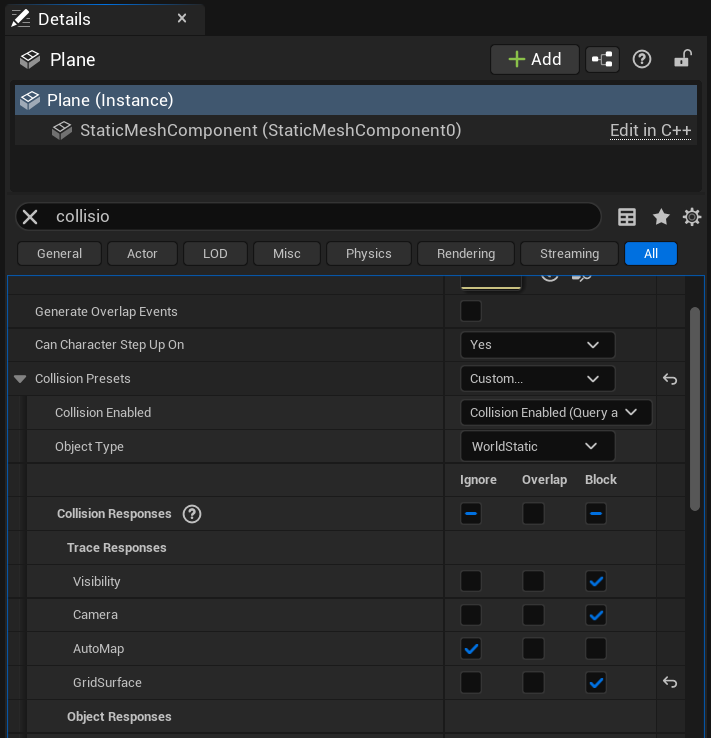 Details
Plane
Add
Plane (Instance)
StaticMeshComponent (StaticMeshComponent0)
Edit in C++
collisio
General
Actor
LOD
Misc
Physics
Rendering
Streaming
All
Generate Overlap Events
Can Character Step Up On
Yes
Collision Presets
Custom...
Collision Enabled
Collision Enabled (Query a
Object Type
WorldStatic
Ignore
Overlap
Block
Collision Responses
Trace Responses
Visibility
Camera
AutoMap
GridSurface
Object Responses